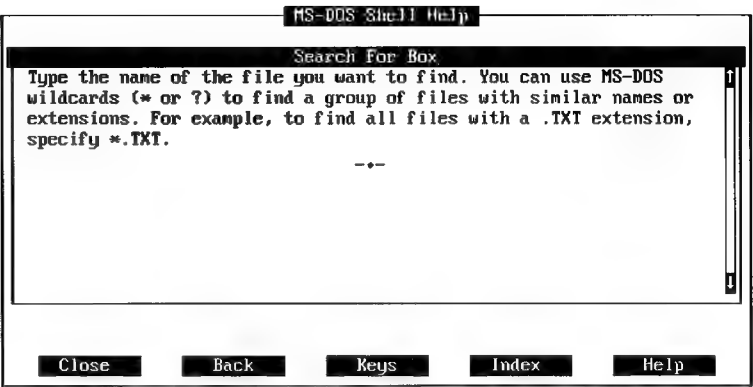 MS-DOS Shell Help
Search For Box
Type the name of the file you want to find. You can use MS-DOS
wildcards (* or ?) to find a group of files with similar names or
extensions. For example, to find all files with a .TXT extension,
specify *.TXT.
Close Back Keys Index Help